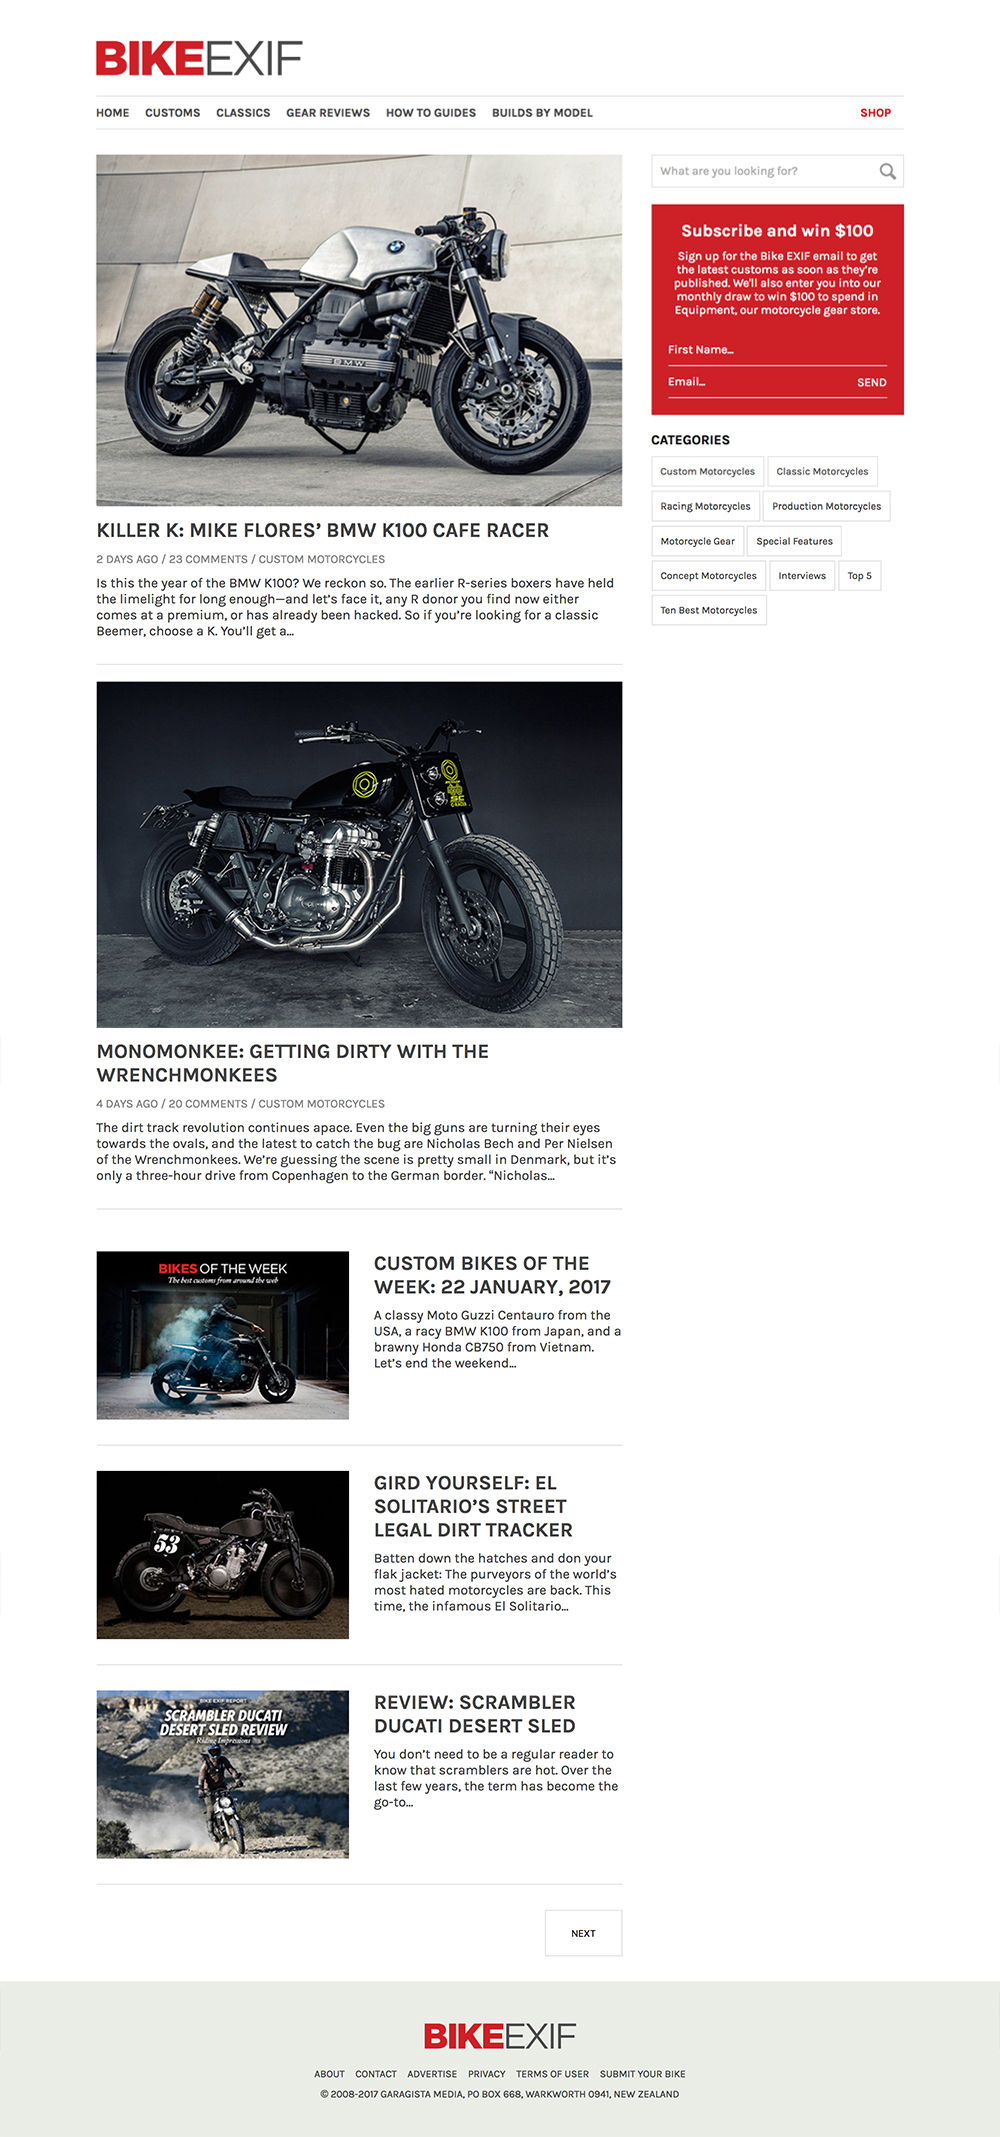 BIKEEXIF
HOME CUSTOMS CLASSICS GEAR REVIEWS HOW TO GUIDES BUILDS BY MODEL SHOP
BMW
KILLER K: MIKE FLORES’ BMW K100 CAFE RACER
2 DAYS AGO / 23 COMMENTS / CUSTOM MOTORCYCLES
Is this the year of the BMW K100? We reckon so. The earlier R-series boxers have held
the limelight for long enough—and let’s face it, any R donor you find now either
comes at a premium, or has already been hacked. So if you’re looking for a classic
Beemer, choose a K. You’ll get a...
MONOMONKEE: GETTING DIRTY WITH THE
WRENCHMONKEES
4 DAYS AGO / 20 COMMENTS / CUSTOM MOTORCYCLES
The dirt track revolution continues apace. Even the big guns are turning their eyes
towards the ovals, and the latest to catch the bug are Nicholas Bech and Per Nielsen
of the Wrenchmonkees. We’re guessing the scene is pretty small in Denmark, but it’s
only a three-hour drive from Copenhagen to the German border. “Nicholas...
BIKES OF THE WEEK
The best customs from around the web
CUSTOM BIKES OF THE
WEEK: 22 JANUARY, 2017
A classy Moto Guzzi Centauro from the
USA, a racy BMW K100 from Japan, and a
brawny Honda CB750 from Vietnam.
Let’s end the weekend...
53
GIRD YOURSELF: EL
SOLITARIO’S STREET
LEGAL DIRT TRACKER
Batten down the hatches and don your
flak jacket: The purveyors of the world’s
most hated motorcycles are back. This
time, the infamous El Solitario...
BIKE EXIF REPORT
SCRAMBLER DUCATI
DESERT SLED REVIEW
Riding Impressions
REVIEW: SCRAMBLER
DUCATI DESERT SLED
You don’t need to be a regular reader to
know that scramblers are hot. Over the
last few years, the term has become the
go-to...
NEXT
What are you looking for?
Subscribe and win $100
Sign up for the Bike EXIF email to get
the latest customs as soon as they’re
published. We’ll also enter you into our
monthly draw to win $100 to spend in
Equipment, our motorcycle gear store.
First Name...
Email... SEND
CATEGORIES
Custom Motorcycles Classic Motorcycles
Racing Motorcycles Production Motorcycles
Motorcycle Gear Special Features
Concept Motorcycles Interviews Top 5
Ten Best Motorcycles
BIKEEXIF
ABOUT CONTACT ADVERTISE PRIVACY TERMS OF USER SUBMIT YOUR BIKE
© 2008-2017 GARAGISTA MEDIA, PO BOX 668, WARKWORTH 0941, NEW ZEALAND